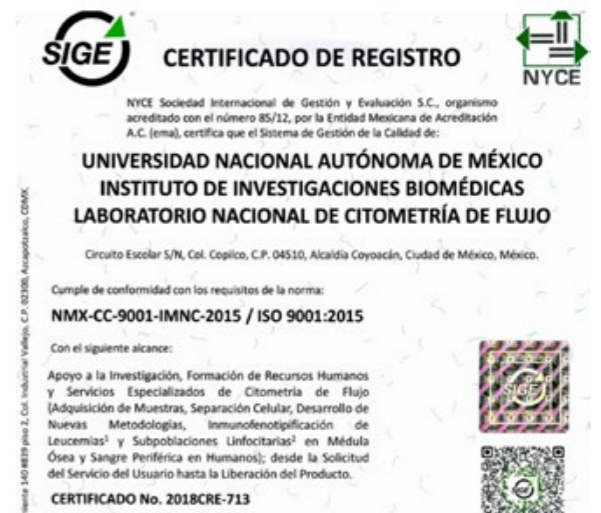 SIGE
CERTIFICADO DE REGISTRO
NYCE
NYCE Sociedad Internacional de Gestión y Evaluación S.C., organismo
acreditado con el número 85/12, por la Entidad Mexicana de Acreditación
A.C. (ema), certifica que el Sistema de Gestión de la Calidad de:
UNIVERSIDAD NACIONAL AUTÓNOMA DE MÉXICO
INSTITUTO DE INVESTIGACIONES BIOMÉDICAS
LABORATORIO NACIONAL DE CITOMETRÍA DE FLUJO
Circuito Escolar S/N, Col. Copilco, C.P. 04510, Alcaldía Coyoacán, Ciudad de México, México.
Cumple de conformidad con los requisitos de la norma:
NMX-CC-9001-IMNC-2015 / ISO 9001:2015
Con el siguiente alcance:
Apoyo a la Investigación, Formación de Recursos Humanos
y Servicios Especializados de Citometría de Flujo
(Adquisición de Muestras, Separación Celular, Desarrollo de
Nuevas Metodologías, Inmunofenotipificación de
Leucemias¹ y Subpoblaciones Linfocitarias² en Médula
Ósea y Sangre Periférica en Humanos); desde la Solicitud
del Servicio del Usuario hasta la Liberación del Producto.
CERTIFICADO No. 2018CRE-713
SIGE
140 #839 piso 2, Col. Industrial Vallejo, C.P. 02300, Azcapotzalco, CDMX.